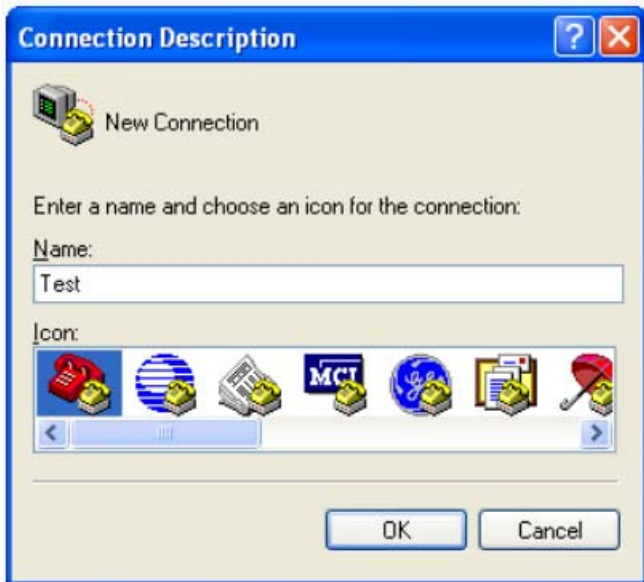 Connection Description
New Connection
Enter a name and choose an icon for the connection:
Name:
Test
Icon:
MCI
OK
Cancel